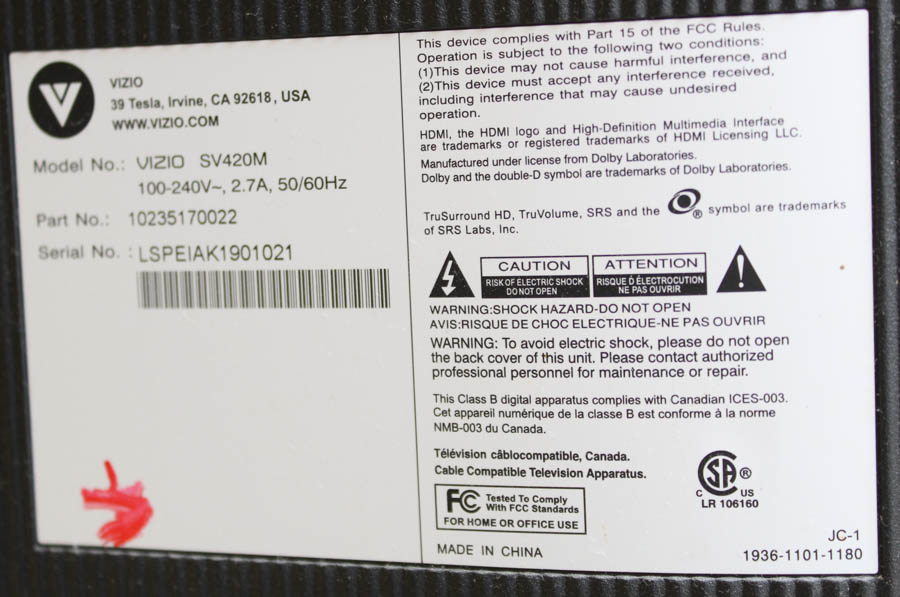 VIZIO
39 Tesla, Irvine, CA 92618, USA
WWW.VIZIO.COM
Model No.: VIZIO SV420M
100-240V~, 2.7A, 50/60Hz
Part No.: 10235170022
Serial No. : LSPEIAK1901021
This device complies with Part 15 of the FCC Rules.
Operation is subject to the following two conditions:
(1)This device may not cause harmful interference, and
(2)This device must accept any interference received,
including interference that may cause undesired
operation.
HDMI, the HDMI logo and High-Definition Multimedia Interface
are trademarks or registered trademarks of HDMI Licensing LLC.
Manufactured under license from Dolby Laboratories.
Dolby and the double-D symbol are trademarks of Dolby Laboratories.
TruSurround HD, TruVolume, SRS and the ® symbol are trademarks
of SRS Labs, Inc.
CAUTION
RISK OF ELECTRIC SHOCK
DO NOT OPEN
ATTENTION
RISQUE D'ÉLECTROCUTION
NE PAS OUVRIR
WARNING:SHOCK HAZARD-DO NOT OPEN
AVIS:RISQUE DE CHOC ELECTRIQUE-NE PAS OUVRIR
WARNING: To avoid electric shock, please do not open
the back cover of this unit. Please contact authorized
professional personnel for maintenance or repair.
This Class B digital apparatus complies with Canadian ICES-003.
Cet appareil numérique de la classe B est conforme à la norme
NMB-003 du Canada.
Télévision câblocompatible, Canada.
Cable Compatible Television Apparatus.
FC Tested To Comply
With FCC Standards
FOR HOME OR OFFICE USE
C SA ® US
LR 106160
MADE IN CHINA
JC-1
1936-1101-1180